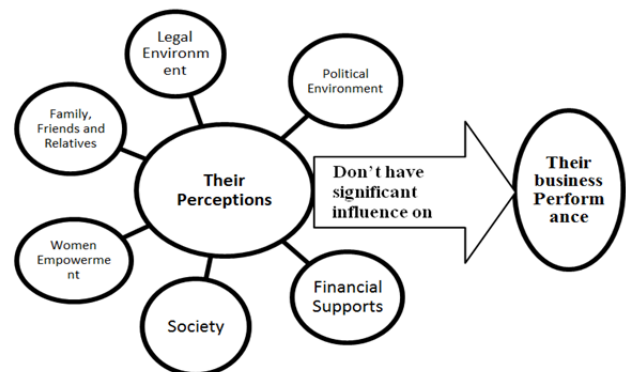 Legal
Environm
ent
Political
Environment
Family,
Friends and
Relatives
Their
Perceptions
Don't have
significant
influence on
Their
business
Perform
ance
Women
Empowerme
nt
Society
Financial
Supports